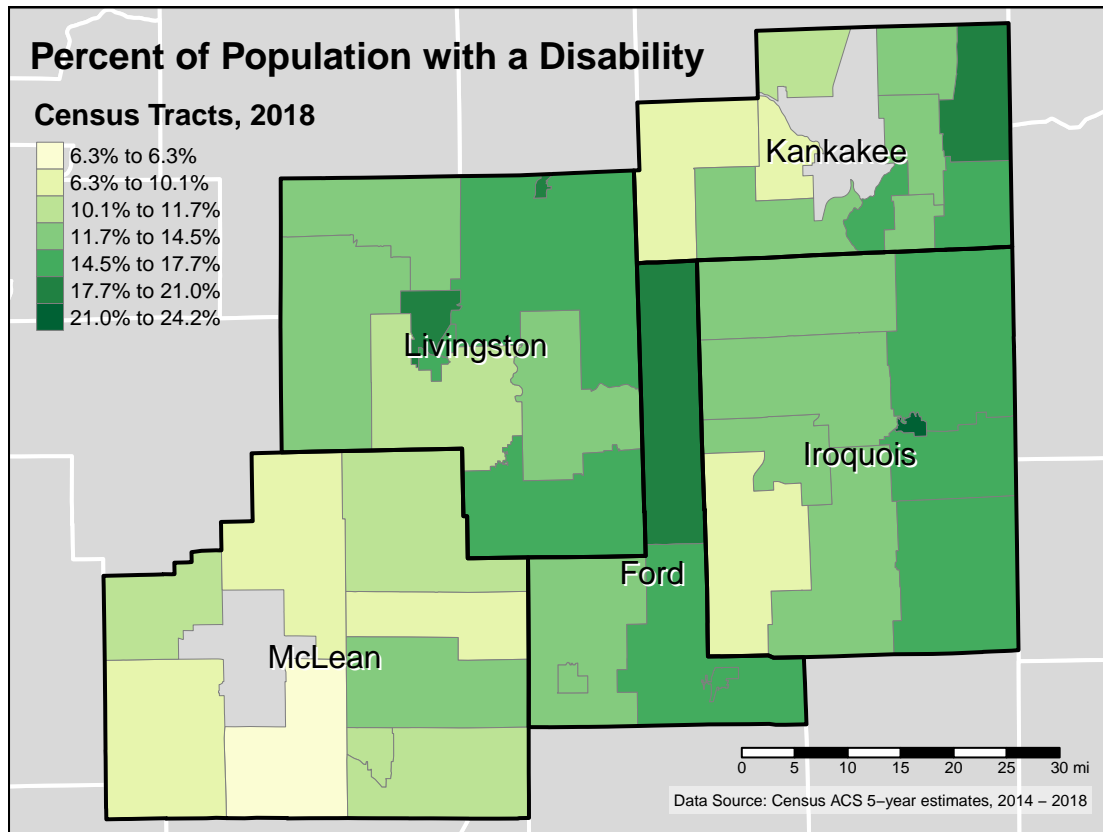 Percent of Population with a Disability
Census Tracts, 2018
6.3% to 6.3%
6.3% to 10.1%
10.1% to 11.7%
11.7% to 14.5%
14.5% to 17.7%
17.7% to 21.0%
21.0% to 24.2%
Kankakee
Livingston
Iroquois
Ford
McLean
0 5 10 15 20 25 30 mi
Data Source: Census ACS 5−year estimates, 2014 − 2018